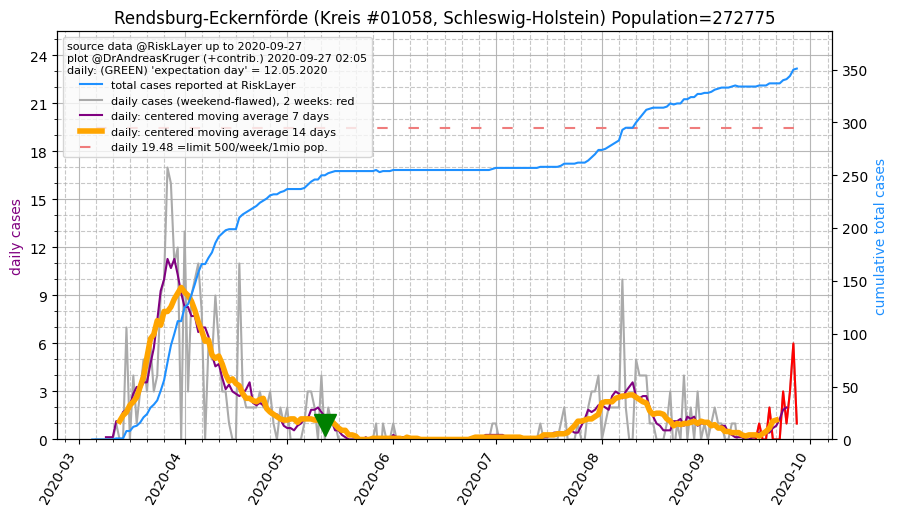 Rendsburg-Eckernförde (Kreis #01058, Schleswig-Holstein) Population=272775
source data @RiskLayer up to 2020-09-27
plot @DrAndreasKruger (+contrib.) 2020-09-27 02:05
daily: (GREEN) 'expectation day' = 12.05.2020
total cases reported at RiskLayer
daily cases (weekend-flawed), 2 weeks: red
daily: centered moving average 7 days
daily: centered moving average 14 days
daily 19.48 =limit 500/week/1mio pop.
daily cases
24
21
18
15
12
9
6
3
0
350
300
250
200
150
100
50
0
cumulative total cases
2020-03
2020-04
2020-05
2020-06
2020-07
2020-08
2020-09
2020-10